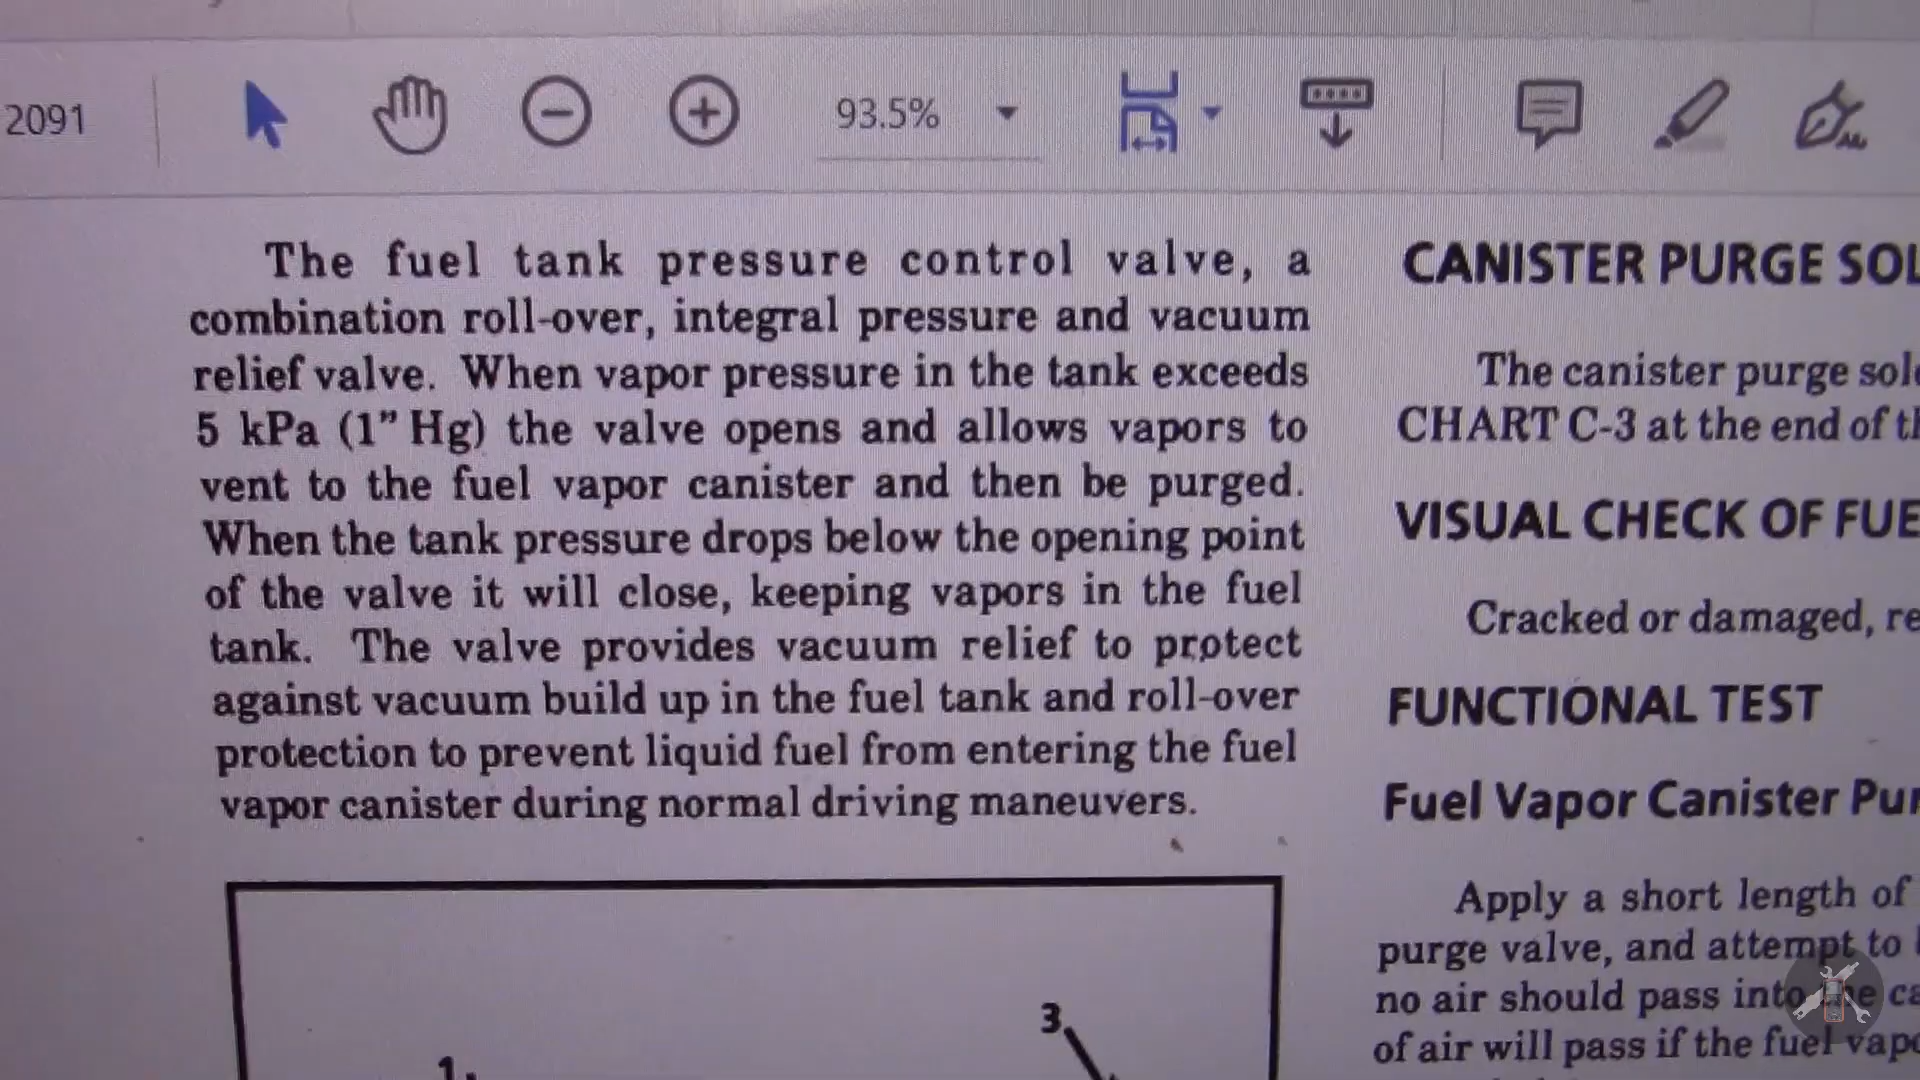 2091
93.5%
The fuel tank pressure control valve, a
combination roll-over, integral pressure and vacuum
relief valve. When vapor pressure in the tank exceeds
5 kPa (1” Hg) the valve opens and allows vapors to
vent to the fuel vapor canister and then be purged.
When the tank pressure drops below the opening point
of the valve it will close, keeping vapors in the fuel
tank. The valve provides vacuum relief to protect
against vacuum build up in the fuel tank and roll-over
protection to prevent liquid fuel from entering the fuel
vapor canister during normal driving maneuvers.
1
3
CANISTER PURGE
The canister purge
CHART C-3 at the end of
VISUAL CHECK OF
Cracked or damaged,
FUNCTIONAL TEST
Fuel Vapor Canister
Apply a short length of
purge valve, and attempt to
no air should pass into the
of air will pass if the fuel